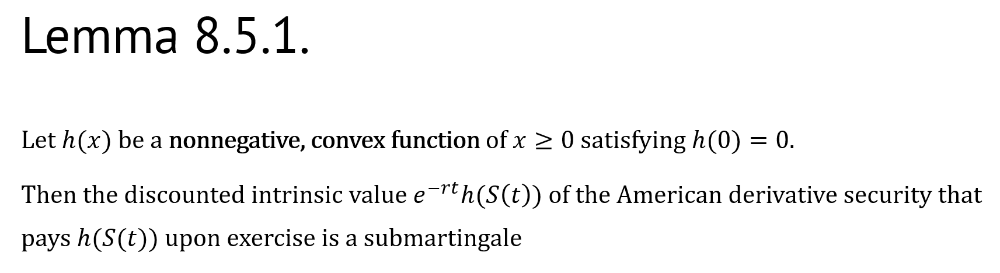 Lemma 8.5.1.
Let h(x) be a nonnegative, convex function of x ≥ 0 satisfying h(0) = 0.
Then the discounted intrinsic value e^{-rt}h(S(t)) of the American derivative security that
pays h(S(t)) upon exercise is a submartingale